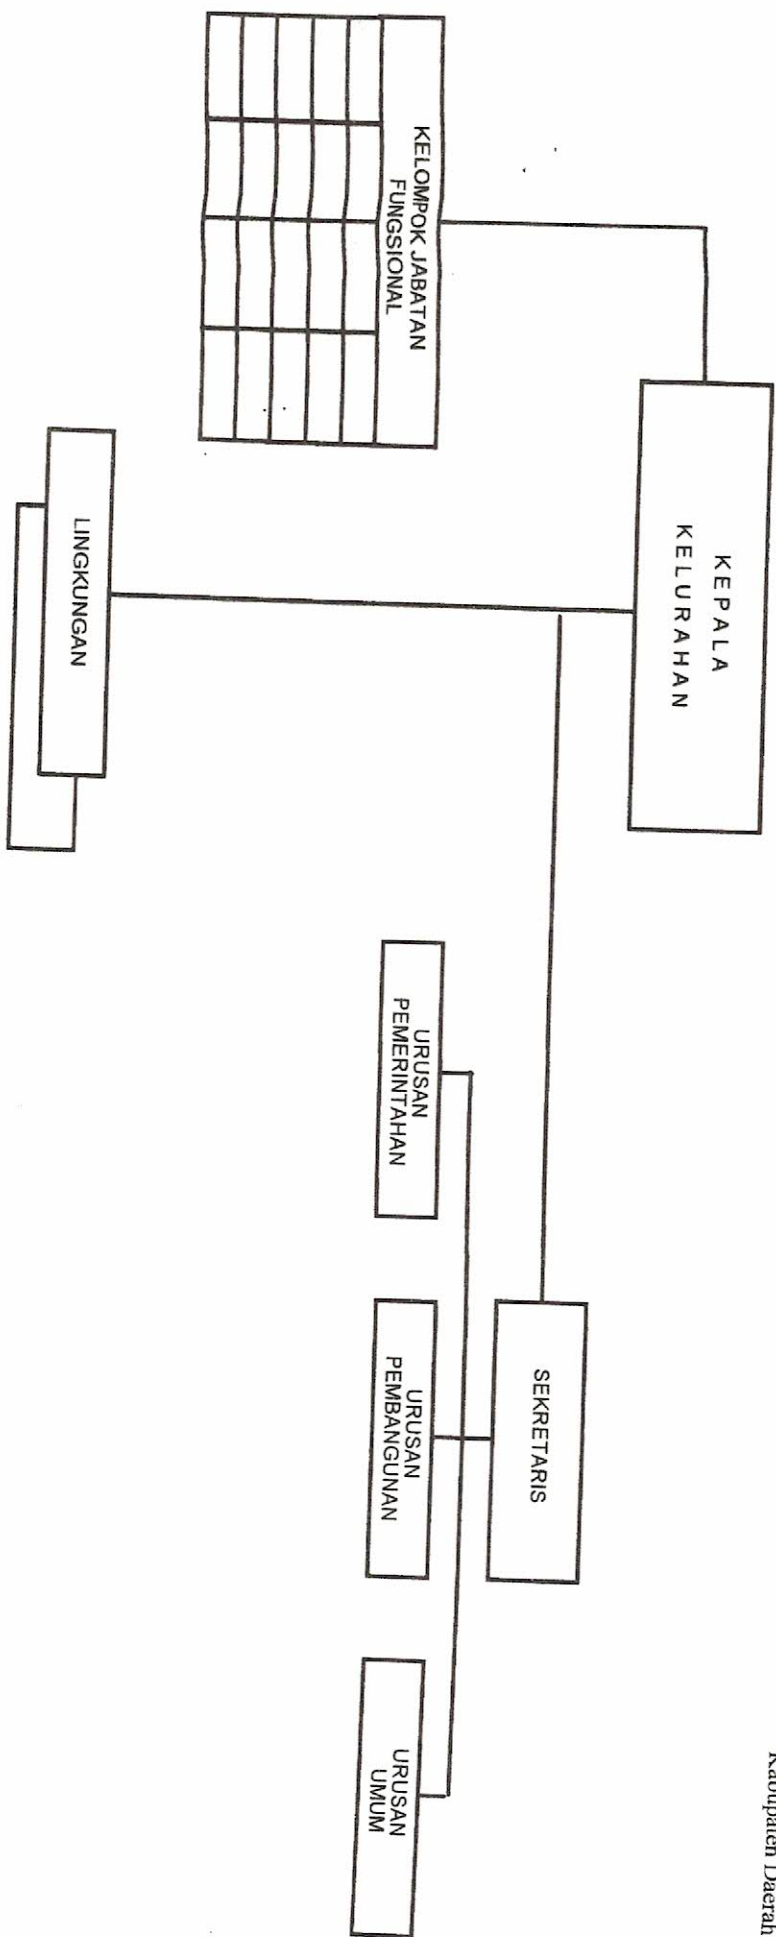 Kabupaten Daerah
KEPALA
KELURAHAN
KELOMPOK JABATAN
FUNGSIONAL
SEKRETARIS
URUSAN
PEMERINTAHAN
URUSAN
PEMBANGUNAN
URUSAN
UMUM
LINGKUNGAN